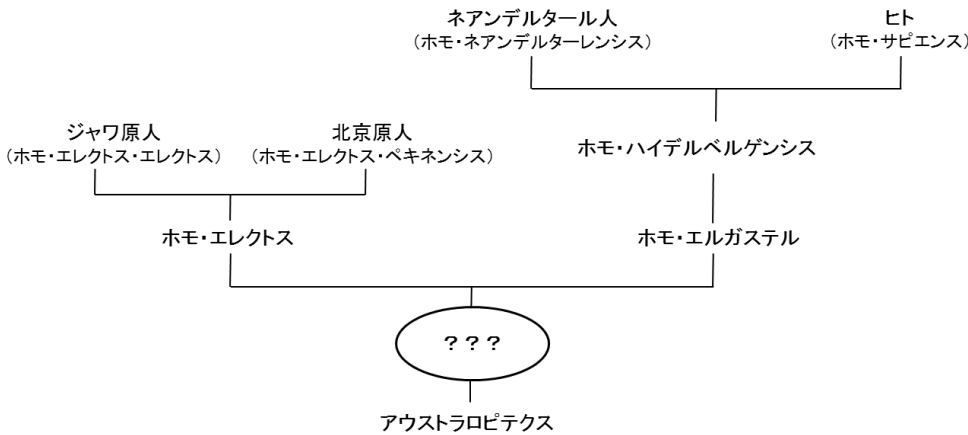 ネアンデルタール人
(ホモ・ネアンデルターレンシス)
ヒト
(ホモ・サピエンス)
ジャワ原人
(ホモ・エレクトス・エレクトス)
北京原人
(ホモ・エレクトス・ペキネンシス)
ホモ・ハイデルベルゲンシス
ホモ・エレクトス
ホモ・エルガステル
？？？
アウストラロピテクス